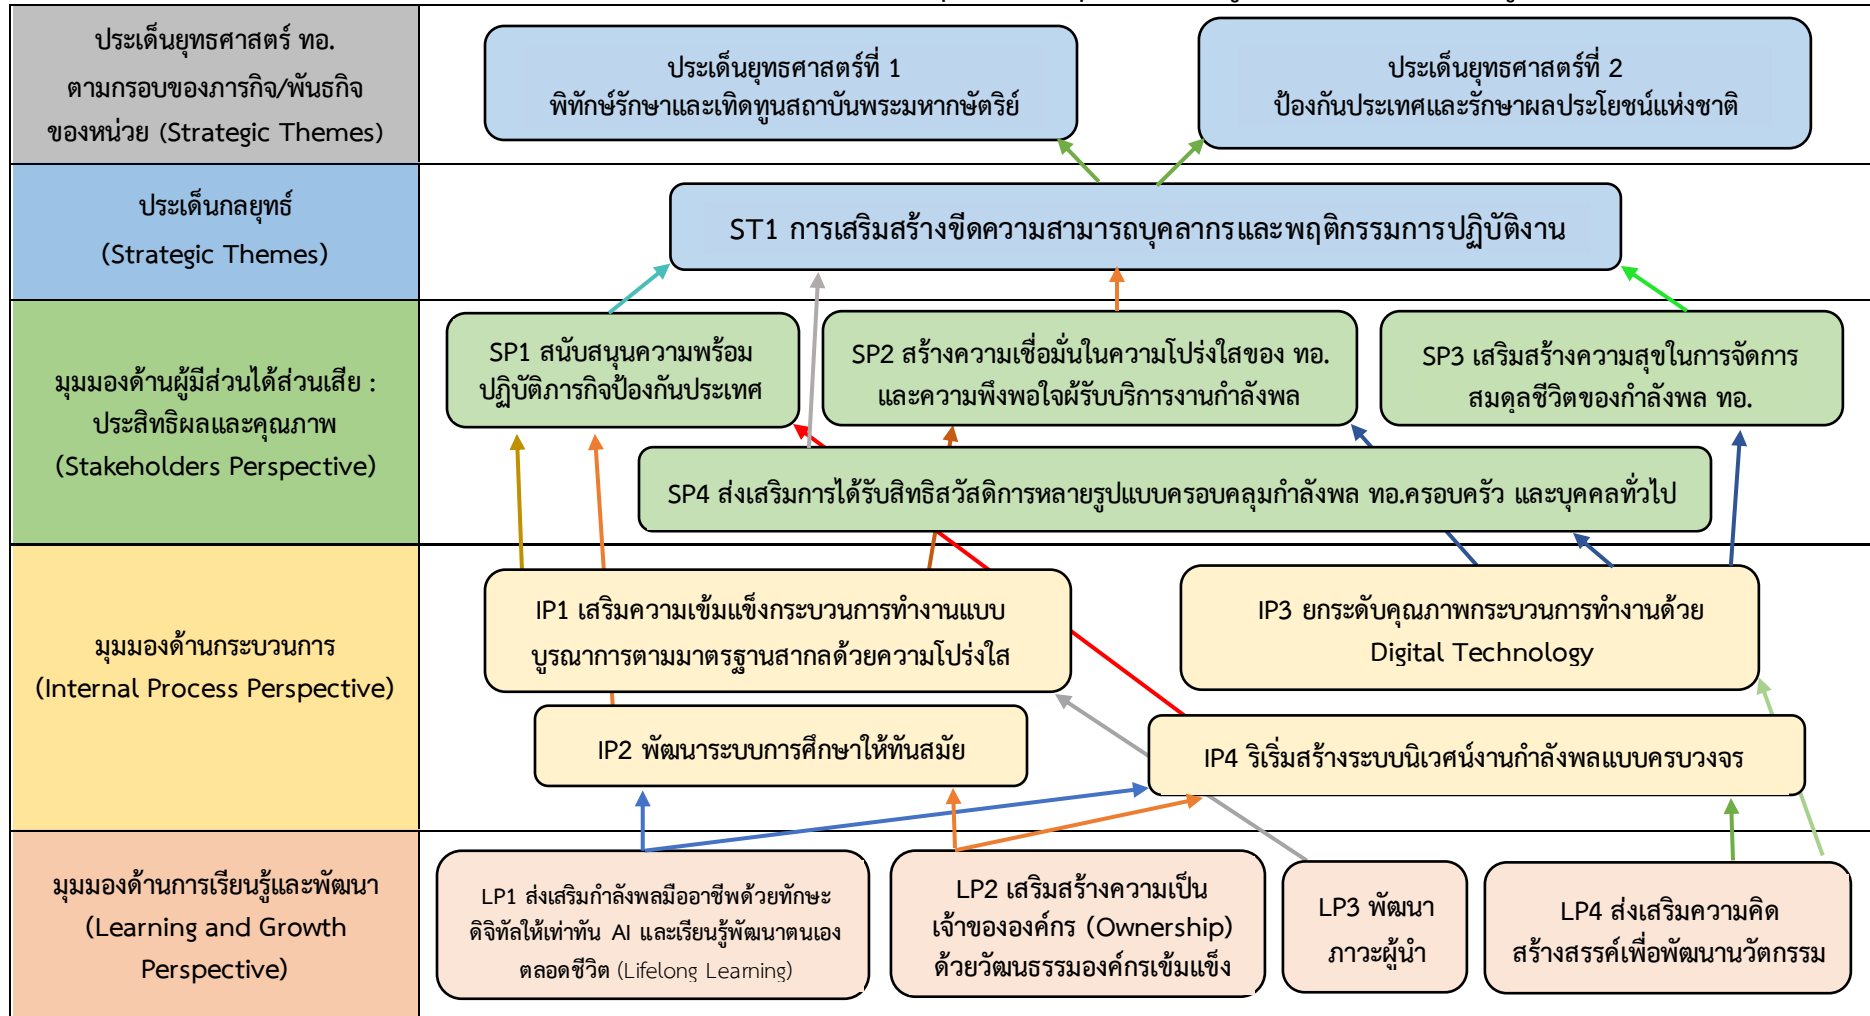 ประเด็นยุทธศาสตร์ ทอ.
ตามกรอบของภารกิจ/พันธกิจ
ของหน่วย (Strategic Themes)
ประเด็นยุทธศาสตร์ที่ 1
พิทักษ์รักษาและเทิดทูนสถาบันพระมหากษัตริย์
ประเด็นยุทธศาสตร์ที่ 2
ป้องกันประเทศและรักษาผลประโยชน์แห่งชาติ
ประเด็นกลยุทธ์
(Strategic Themes)
ST1 การเสริมสร้างขีดความสามารถบุคลากรและพฤติกรรมการปฏิบัติงาน
มุมมองด้านผู้มีส่วนได้ส่วนเสีย :
ประสิทธิผลและคุณภาพ
(Stakeholders Perspective)
SP1 สนับสนุนความพร้อม
ปฏิบัติภารกิจป้องกันประเทศ
SP2 สร้างความเชื่อมั่นในความโปร่งใสของ ทอ.
และความพึงพอใจผู้รับบริการงานกำลังพล
SP3 เสริมสร้างความสุขในการจัดการ
สมดุลชีวิตของกำลังพล ทอ.
SP4 ส่งเสริมการได้รับสิทธิสวัสดิการหลายรูปแบบครอบคลุมกำลังพล ทอ.ครอบครัว และบุคคลทั่วไป
มุมมองด้านกระบวนการ
(Internal Process Perspective)
IP1 เสริมความเข้มแข็งกระบวนการทำงานแบบ
บูรณาการตามมาตรฐานสากลด้วยความโปร่งใส
IP3 ยกระดับคุณภาพกระบวนการทำงานด้วย
Digital Technology
IP2 พัฒนาระบบการศึกษาให้ทันสมัย
IP4 ริเริ่มสร้างระบบนิเวศน์งานกำลังพลแบบครบวงจร
มุมมองด้านการเรียนรู้และพัฒนา
(Learning and Growth
Perspective)
LP1 ส่งเสริมกำลังพลมืออาชีพด้วยทักษะ
ดิจิทัลให้เท่าทัน AI และเรียนรู้พัฒนาตนเอง
ตลอดชีวิต (Lifelong Learning)
LP2 เสริมสร้างความเป็น
เจ้าขององค์กร (Ownership)
ด้วยวัฒนธรรมองค์กรเข้มแข็ง
LP3 พัฒนา
ภาวะผู้นำ
LP4 ส่งเสริมความคิด
สร้างสรรค์เพื่อพัฒนานวัตกรรม